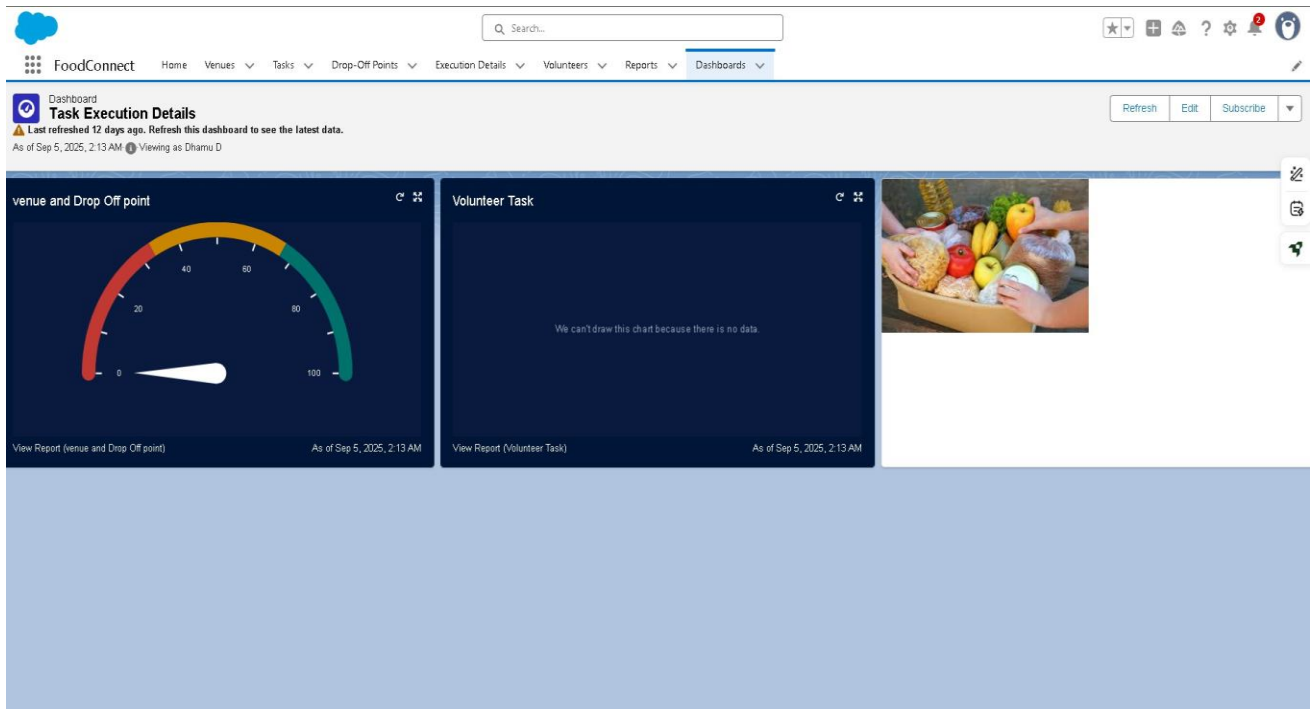 Search...
2
FoodConnect Home Venues Tasks Drop-Off Points Execution Details Volunteers Reports Dashboards
Dashboard
Task Execution Details
Last refreshed 12 days ago. Refresh this dashboard to see the latest data.
As of Sep 5, 2025, 2:13 AM Viewing as Dhamu D
Refresh Edit Subscribe
venue and Drop Off point
0
20
40
60
80
100
View Report (venue and Drop Off point) As of Sep 5, 2025, 2:13 AM
Volunteer Task
We can't draw this chart because there is no data.
View Report (Volunteer Task) As of Sep 5, 2025, 2:13 AM